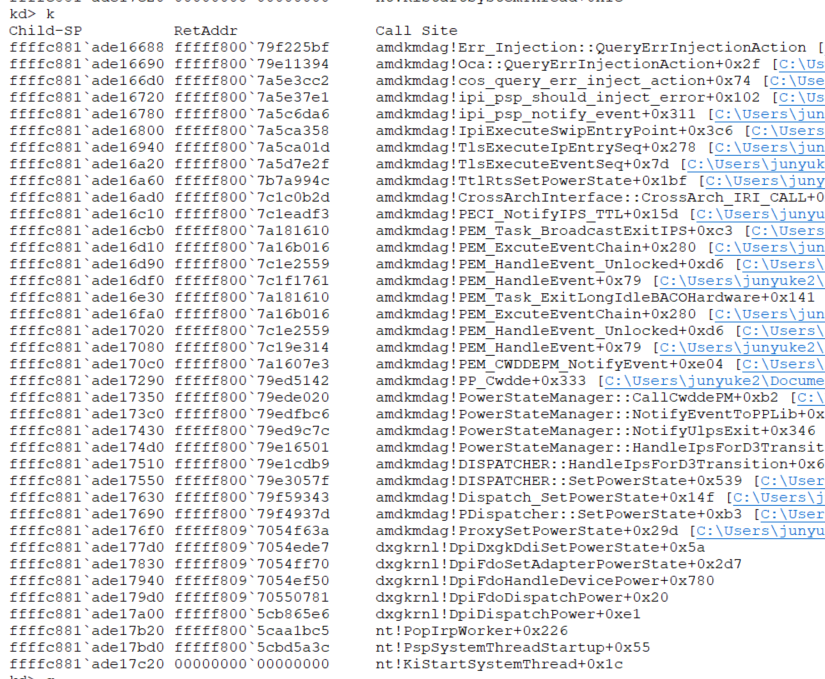 kd> k
Child-SP          RetAddr               Call Site
ffffc881`ade16688 fffff800`79f225bf     amdkmdag!Err_Injection::QueryErrInjectionAction [
ffffc881`ade16690 fffff800`79e11394     amdkmdag!Oca::QueryErrInjectionAction+0x2f [C:\Us
ffffc881`ade166d0 fffff800`7a5e3cc2     amdkmdag!cos_query_err_inject_action+0x74 [C:\Use
ffffc881`ade16720 fffff800`7a5e37e1     amdkmdag!ipi_psp_should_inject_error+0x102 [C:\Us
ffffc881`ade16780 fffff800`7a5c6da6     amdkmdag!ipi_psp_notify_event+0x311 [C:\Users\jun
ffffc881`ade16800 fffff800`7a5ca358     amdkmdag!IpiExecuteSwipEntryPoint+0x3c6 [C:\Users
ffffc881`ade16940 fffff800`7a5ca01d     amdkmdag!TlsExecuteIpEntrySeq+0x278 [C:\Users\jun
ffffc881`ade16a20 fffff800`7a5d7e2f     amdkmdag!TlsExecuteEventSeq+0x7d [C:\Users\junyuk
ffffc881`ade16a60 fffff800`7b7a994c     amdkmdag!TtlRtsSetPowerState+0x1bf [C:\Users\juny
ffffc881`ade16ad0 fffff800`7c1c0b2d     amdkmdag!CrossArchInterface::CrossArch_IRI_CALL+0
ffffc881`ade16c10 fffff800`7c1eadf3     amdkmdag!PECI_NotifyIPS_TTL+0x15d [C:\Users\junyu
ffffc881`ade16cb0 fffff800`7a181610     amdkmdag!PEM_Task_BroadcastExitIPS+0xc3 [C:\Users
ffffc881`ade16d10 fffff800`7a16b016     amdkmdag!PEM_ExcuteEventChain+0x280 [C:\Users\jun
ffffc881`ade16d90 fffff800`7c1e2559     amdkmdag!PEM_HandleEvent_Unlocked+0xd6 [C:\Users\
ffffc881`ade16df0 fffff800`7c1f1761     amdkmdag!PEM_HandleEvent+0x79 [C:\Users\junyuke2\
ffffc881`ade16e30 fffff800`7a181610     amdkmdag!PEM_Task_ExitLongIdleBACOHardware+0x141
ffffc881`ade16fa0 fffff800`7a16b016     amdkmdag!PEM_ExcuteEventChain+0x280 [C:\Users\jun
ffffc881`ade17020 fffff800`7c1e2559     amdkmdag!PEM_HandleEvent_Unlocked+0xd6 [C:\Users\
ffffc881`ade17080 fffff800`7c19e314     amdkmdag!PEM_HandleEvent+0x79 [C:\Users\junyuke2\
ffffc881`ade170c0 fffff800`7a1607e3     amdkmdag!PEM_CWDDEPM_NotifyEvent+0xe04 [C:\Users\
ffffc881`ade17290 fffff800`79ed5142     amdkmdag!PP_Cwdde+0x333 [C:\Users\junyuke2\Docume
ffffc881`ade17350 fffff800`79ede020     amdkmdag!PowerStateManager::CallCwddePM+0xb2 [C:\
ffffc881`ade173c0 fffff800`79edfbc6     amdkmdag!PowerStateManager::NotifyEventToPPLib+0x
ffffc881`ade17430 fffff800`79ed9c7c     amdkmdag!PowerStateManager::NotifyUlpsExit+0x346
ffffc881`ade174d0 fffff800`79e16501     amdkmdag!PowerStateManager::HandleIpsForD3Transit
ffffc881`ade17510 fffff800`79e1cdb9     amdkmdag!DISPATCHER::HandleIpsForD3Transition+0x6
ffffc881`ade17550 fffff800`79e3057f     amdkmdag!DISPATCHER::SetPowerState+0x539 [C:\User
ffffc881`ade17630 fffff800`79f59343     amdkmdag!Dispatch_SetPowerState+0x14f [C:\Users\j
ffffc881`ade17690 fffff800`79f4937d     amdkmdag!PDispatcher::SetPowerState+0xb3 [C:\User
ffffc881`ade176f0 fffff809`7054f63a     amdkmdag!ProxySetPowerState+0x29d [C:\Users\junyu
ffffc881`ade177d0 fffff809`7054ede7     dxgkrnl!DpiDxgkDdiSetPowerState+0x5a
ffffc881`ade17830 fffff809`7054ff70     dxgkrnl!DpiFdoSetAdapterPowerState+0x2d7
ffffc881`ade17940 fffff809`7054ef50     dxgkrnl!DpiFdoHandleDevicePower+0x780
ffffc881`ade179d0 fffff809`70550781     dxgkrnl!DpiFdoDispatchPower+0x20
ffffc881`ade17a00 fffff800`5cb865e6     dxgkrnl!DpiDispatchPower+0xe1
ffffc881`ade17b20 fffff800`5caa1bc5     nt!PopIrpWorker+0x226
ffffc881`ade17bd0 fffff800`5cbd5a3c     nt!PspSystemThreadStartup+0x55
ffffc881`ade17c20 00000000`00000000     nt!KiStartSystemThread+0x1c